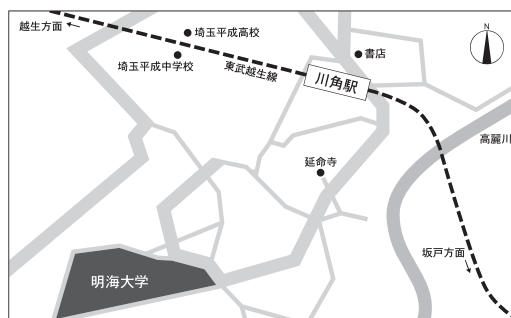 越生方面
埼玉平成高校
埼玉平成中学校
東武越生線
川角駅
書店
N
高麗川
延命寺
坂戸方面
明海大学